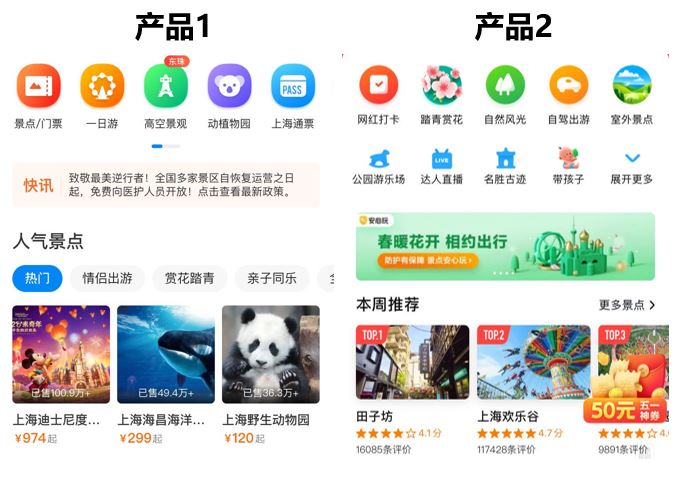 产品1
东珠
景点/门票
一日游
高空景观
动植物园
PASS
上海通票
快讯
致敬最美逆行者！全国多家景区自恢复运营之日
起，免费向医护人员开放！点击查看最新政策。
人气景点
热门
情侣出游
赏花踏青
亲子同乐
已售100.9万+
已售49.4万+
已售36.3万+
上海迪士尼度...
上海海昌海洋...
上海野生动物园
¥974起
¥299起
¥120起
产品2
网红打卡
踏青赏花
自然风光
自驾出游
室外景点
LIVE
公园游乐场
达人直播
名胜古迹
带孩子
展开更多
安心玩
春暖花开 相约出行
防护有保障 景点安心玩
本周推荐
更多景点
TOP.1
TOP.2
TOP.3
田子坊
上海欢乐谷
50元
五一
神券
4.1分
4.7分
16085条评价
117428条评价
9891条评价